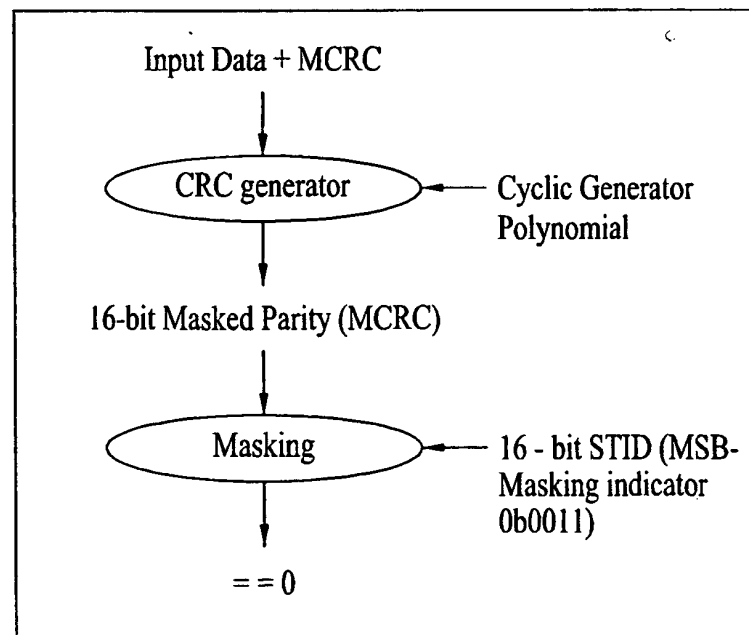 Input Data + MCRC
CRC generator
Cyclic Generator
Polynomial
16-bit Masked Parity (MCRC)
Masking
16 - bit STID (MSB-
Masking indicator
0b0011)
= = 0